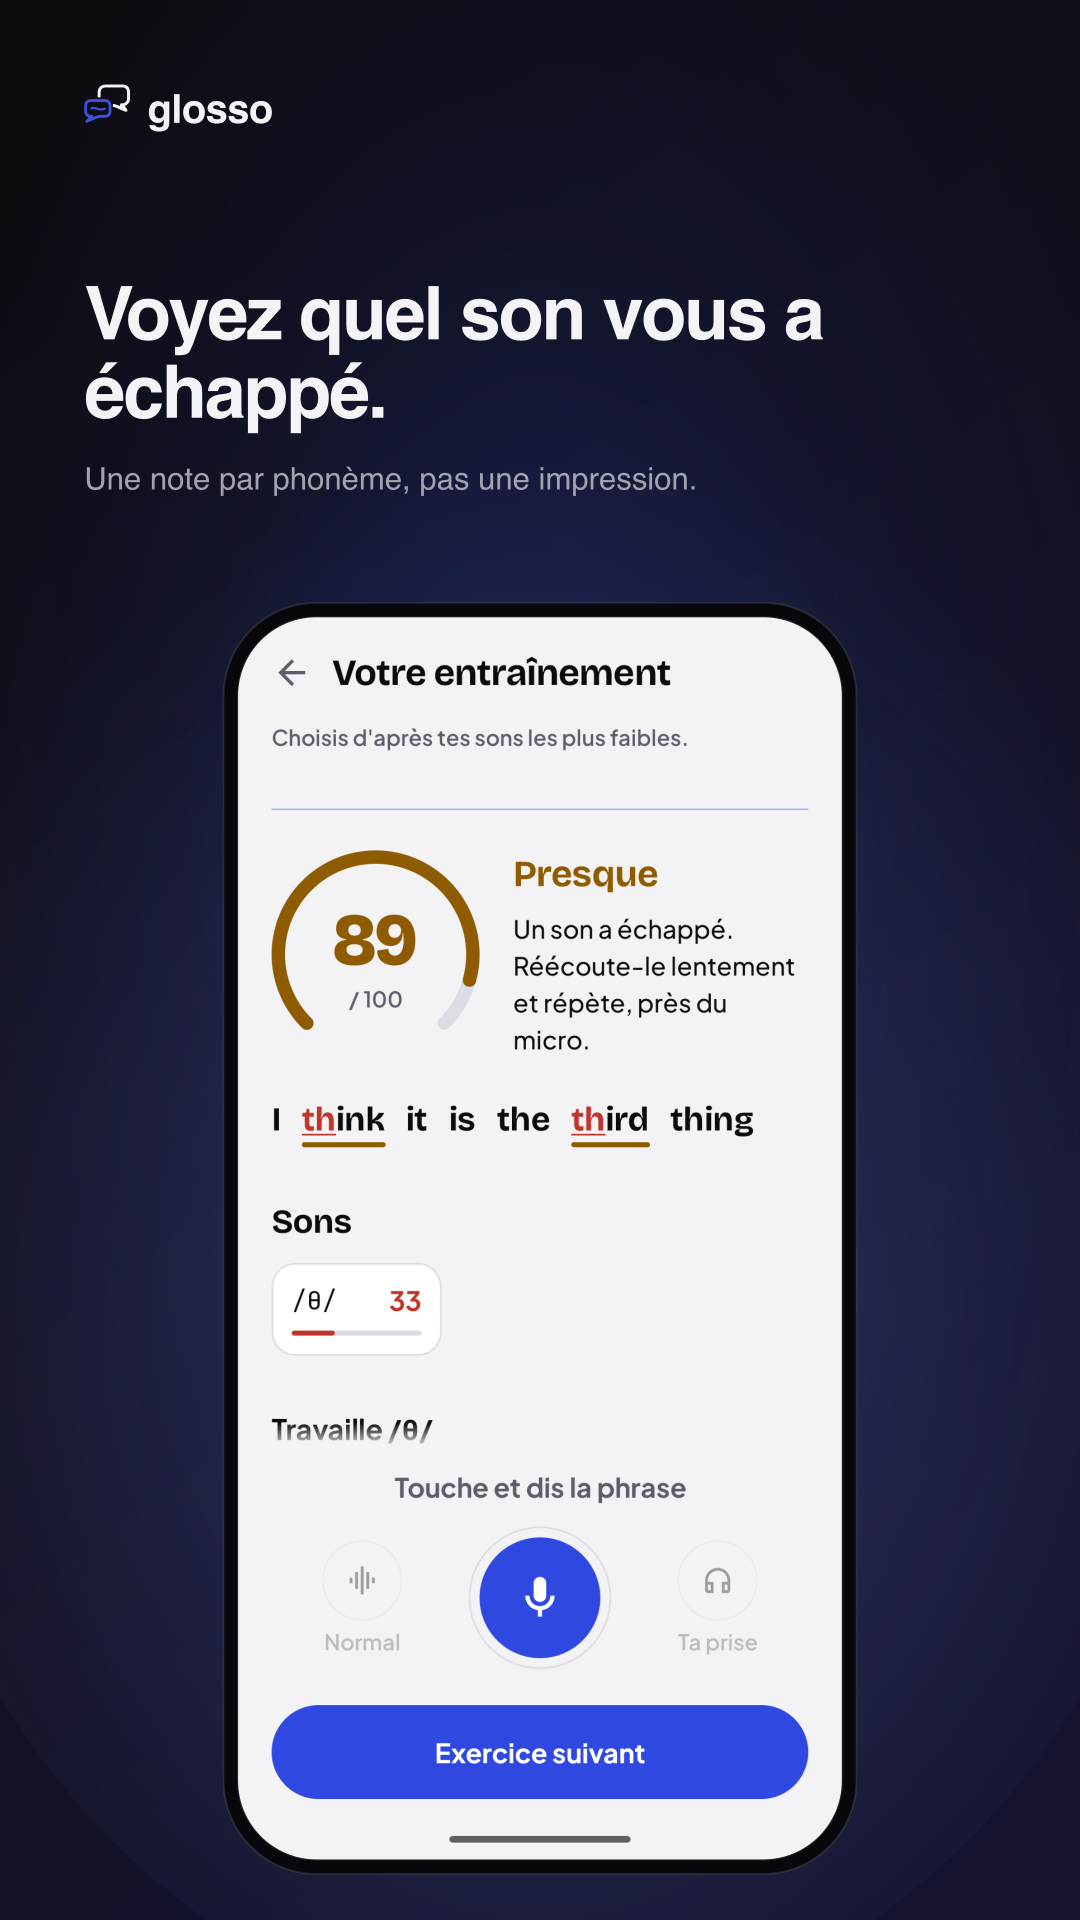 glosso
Voyez quel son vous a
échappé.
Une note par phonème, pas une impression.
Votre entraînement
Choisis d'après tes sons les plus faibles.
89
/ 100
Presque
Un son a échappé.
Réécoute-le lentement
et répète, près du
micro.
I think it is the third thing
Sons
/θ/ 33
Travaille /θ/
Touche et dis la phrase
Normal
Ta prise
Exercice suivant